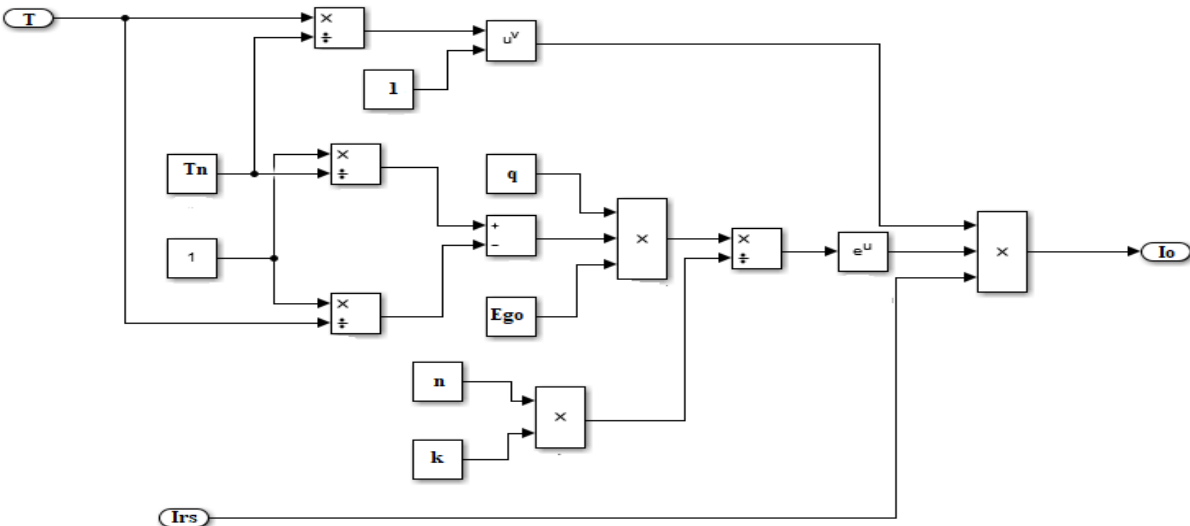 T
×
÷
u^v
1
Tn
×
÷
q
+
−
×
×
÷
e^u
×
Io
1
×
÷
Ego
n
×
k
Irs